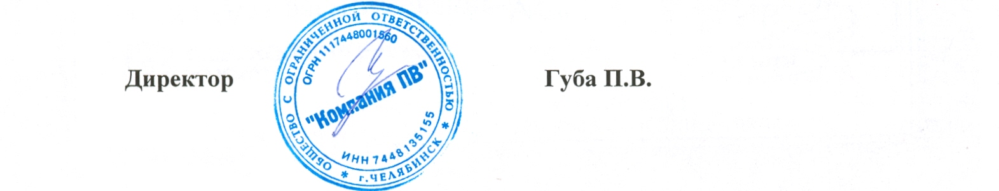 Директор
ОБЩЕСТВО С ОГРАНИЧЕННОЙ ОТВЕТСТВЕННОСТЬЮ
* г.ЧЕЛЯБИНСК *
ОГРН 1117448001560
"Компания ПВ"
ИНН 7448135155
Губа П.В.